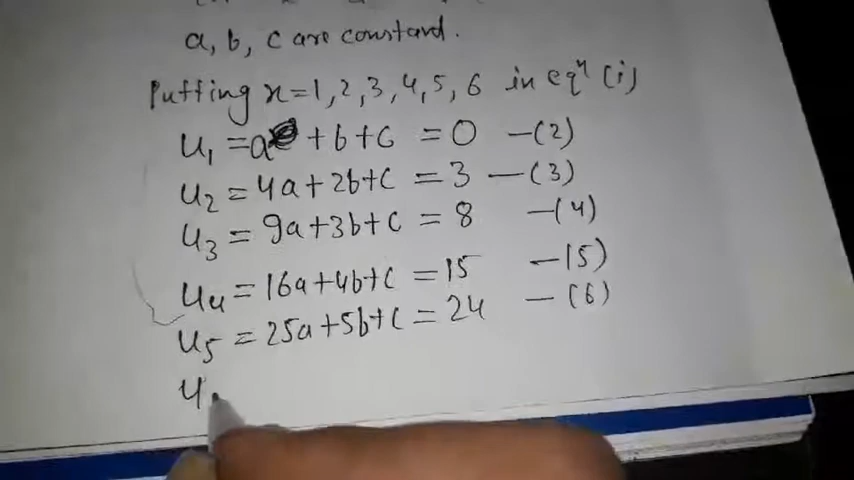 a, b, c are constard.
Putting x=1,2,3,4,5,6 in eqⁿ (i)
u₁ = a + b + c = 0 —(2)
u₂ = 4a+2b+c = 3 —(3)
u₃ = 9a+3b+c = 8 —(4)
u₄ = 16a+4b+c = 15 —(5)
u₅ = 25a+5b+c = 24 —(6)
u